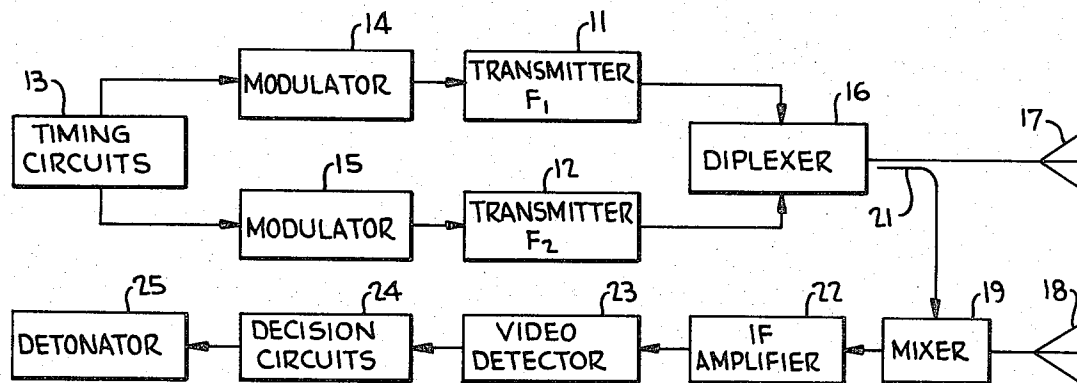 14
11
13
MODULATOR
TRANSMITTER
F1
16
17
TIMING
CIRCUITS
DIPLEXER
15
12
21
MODULATOR
TRANSMITTER
F2
25
24
23
22
19
18
DETONATOR
DECISION
CIRCUITS
VIDEO
DETECTOR
IF
AMPLIFIER
MIXER